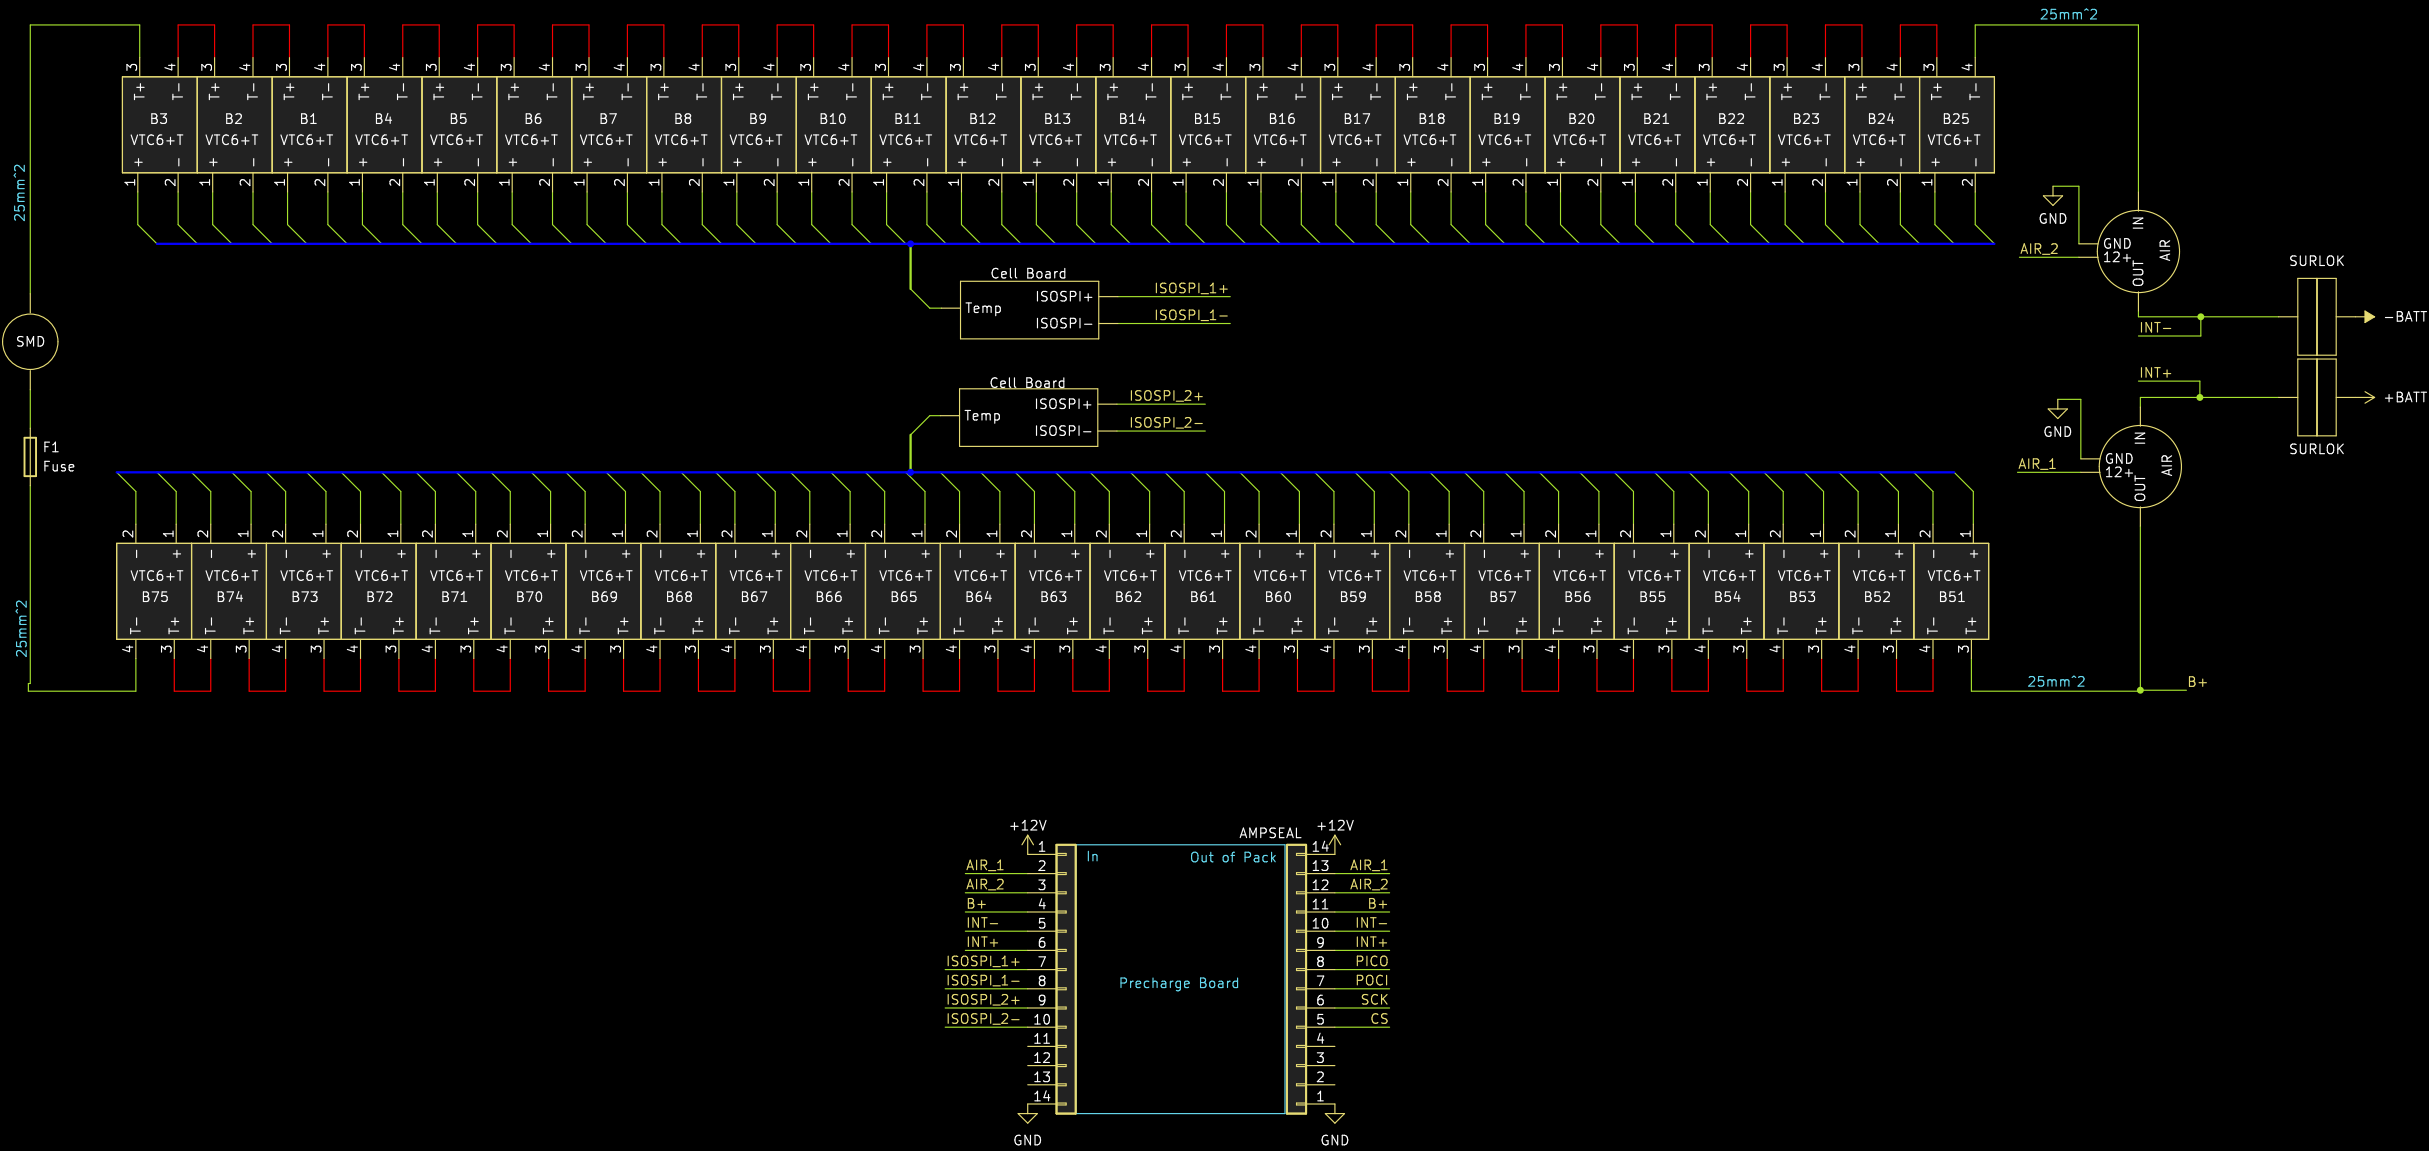 25mm^2
3 4 3 4 3 4 3 4 3 4 3 4 3 4 3 4 3 4 3 4 3 4 3 4 3 4 3 4 3 4 3 4 3 4 3 4 3 4 3 4 3 4 3 4 3 4 3 4 3 4
T+ T- T+ T- T+ T- T+ T- T+ T- T+ T- T+ T- T+ T- T+ T- T+ T- T+ T- T+ T- T+ T- T+ T- T+ T- T+ T- T+ T- T+ T- T+ T- T+ T- T+ T- T+ T- T+ T- T+ T- T+ T-
B3 B2 B1 B4 B5 B6 B7 B8 B9 B10 B11 B12 B13 B14 B15 B16 B17 B18 B19 B20 B21 B22 B23 B24 B25
VTC6+T VTC6+T VTC6+T VTC6+T VTC6+T VTC6+T VTC6+T VTC6+T VTC6+T VTC6+T VTC6+T VTC6+T VTC6+T VTC6+T VTC6+T VTC6+T VTC6+T VTC6+T VTC6+T VTC6+T VTC6+T VTC6+T VTC6+T VTC6+T VTC6+T
+ - + - + - + - + - + - + - + - + - + - + - + - + - + - + - + - + - + - + - + - + - + - + - + - + -
1 2 1 2 1 2 1 2 1 2 1 2 1 2 1 2 1 2 1 2 1 2 1 2 1 2 1 2 1 2 1 2 1 2 1 2 1 2 1 2 1 2 1 2 1 2 1 2 1 2
25mm^2
GND
IN
GND
AIR
AIR_2
12+
OUT
SURLOK
Cell Board
ISOSPI+ ISOSPI_1+
Temp
ISOSPI- ISOSPI_1-
-BATT
INT-
SMD
INT+
Cell Board
ISOSPI+ ISOSPI_2+
+BATT
Temp
ISOSPI- ISOSPI_2-
GND
IN
SURLOK
F1
Fuse
GND
AIR
AIR_1
12+
OUT
2 1 2 1 2 1 2 1 2 1 2 1 2 1 2 1 2 1 2 1 2 1 2 1 2 1 2 1 2 1 2 1 2 1 2 1 2 1 2 1 2 1 2 1 2 1 2 1 2 1
- + - + - + - + - + - + - + - + - + - + - + - + - + - + - + - + - + - + - + - + - + - + - + - + - +
VTC6+T VTC6+T VTC6+T VTC6+T VTC6+T VTC6+T VTC6+T VTC6+T VTC6+T VTC6+T VTC6+T VTC6+T VTC6+T VTC6+T VTC6+T VTC6+T VTC6+T VTC6+T VTC6+T VTC6+T VTC6+T VTC6+T VTC6+T VTC6+T VTC6+T
B75 B74 B73 B72 B71 B70 B69 B68 B67 B66 B65 B64 B63 B62 B61 B60 B59 B58 B57 B56 B55 B54 B53 B52 B51
T- T+ T- T+ T- T+ T- T+ T- T+ T- T+ T- T+ T- T+ T- T+ T- T+ T- T+ T- T+ T- T+ T- T+ T- T+ T- T+ T- T+ T- T+ T- T+ T- T+ T- T+ T- T+ T- T+ T- T+ T- T+
4 3 4 3 4 3 4 3 4 3 4 3 4 3 4 3 4 3 4 3 4 3 4 3 4 3 4 3 4 3 4 3 4 3 4 3 4 3 4 3 4 3 4 3 4 3 4 3 4 3
25mm^2
25mm^2
B+
+12V
AMPSEAL
+12V
1 In Out of Pack 14
AIR_1 2 13 AIR_1
AIR_2 3 12 AIR_2
B+ 4 11 B+
INT- 5 10 INT-
INT+ 6 9 INT+
ISOSPI_1+ 7 8 PICO
ISOSPI_1- 8 Precharge Board 7 POCI
ISOSPI_2+ 9 6 SCK
ISOSPI_2- 10 5 CS
11 4
12 3
13 2
14 1
GND GND